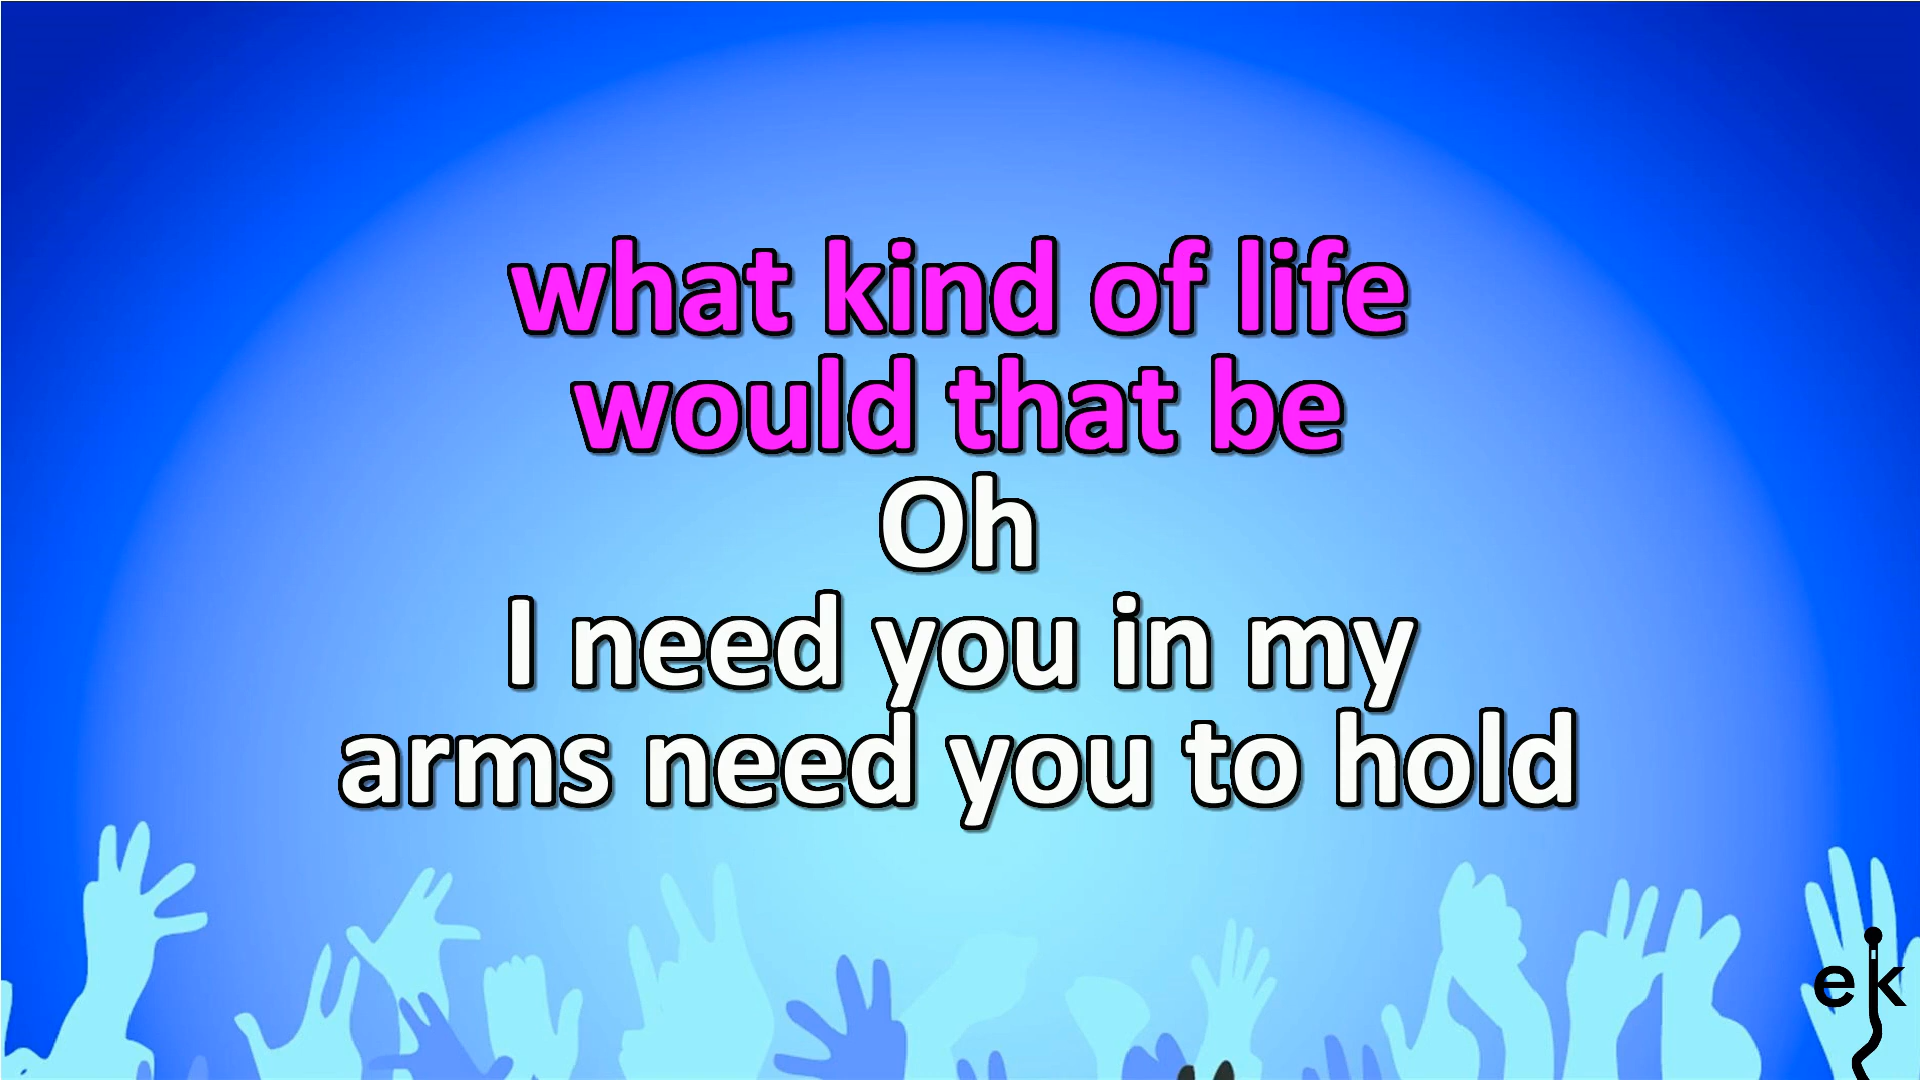 what kind of life
would that be
Oh
I need you in my
arms need you to hold
ek